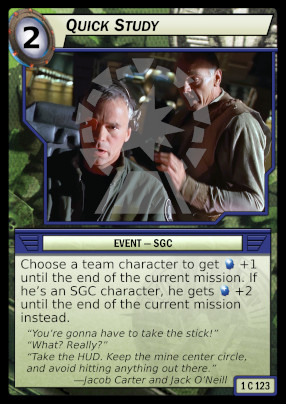 2
Quick Study
EVENT – SGC
Choose a team character to get +1
until the end of the current mission. If
he's an SGC character, he gets +2
until the end of the current mission
instead.
"You're gonna have to take the stick!"
"What? Really?"
"Take the HUD. Keep the mine center circle,
and avoid hitting anything out there."
—Jacob Carter and Jack O'Neill
1 C 123